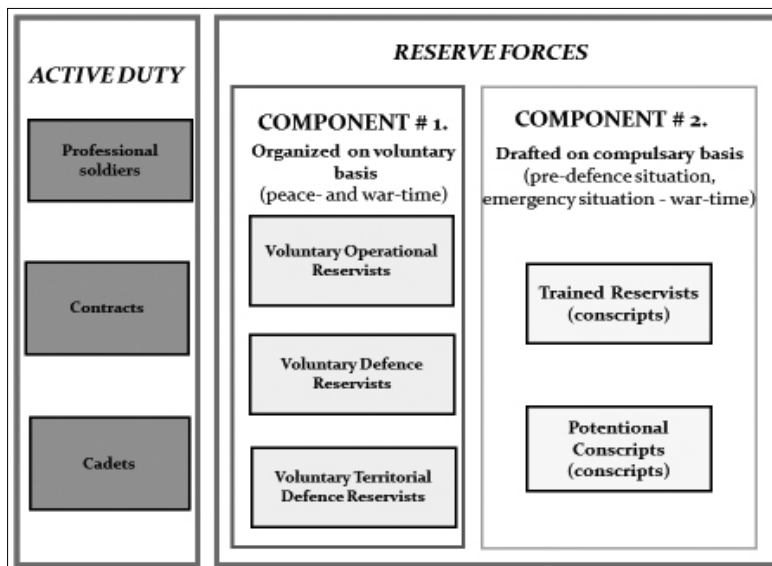 ACTIVE DUTY
Professional
soldiers
Contracts
Cadets
RESERVE FORCES
COMPONENT # 1.
Organized on voluntary
basis
(peace- and war-time)
Voluntary Operational
Reservists
Voluntary Defence
Reservists
Voluntary Territorial
Defence Reservists
COMPONENT # 2.
Drafted on compulsary basis
(pre-defence situation,
emergency situation - war-time)
Trained Reservists
(conscripts)
Potentional
Conscripts
(conscripts)